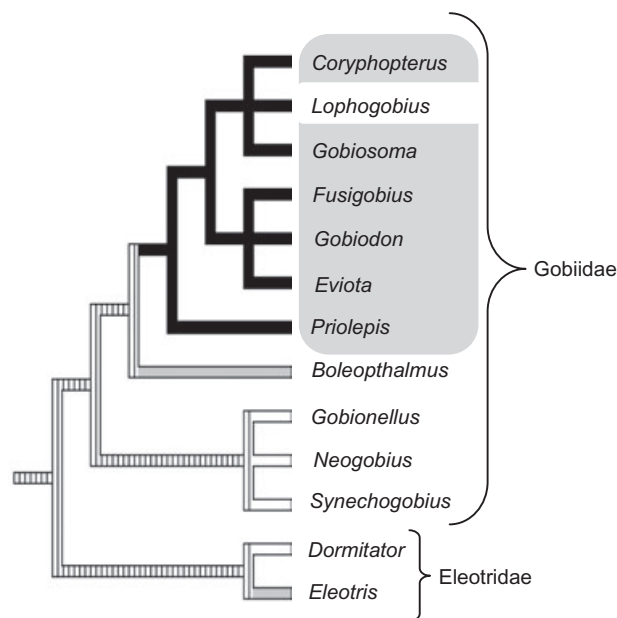 Coryphopterus
Lophogobius
Gobiosoma
Fusigobius
Gobiodon
Eviota
Priolepis
Boleopthalmus
Gobionellus
Neogobius
Synechogobius
Gobiidae
Dormitator
Eleotris
Eleotridae